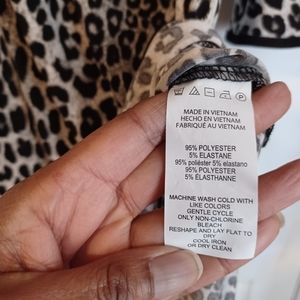 MADE IN VIETNAM
HECHO EN VIETNAM
FABRIQUÉ AU VIETNAM
95% POLYESTER
5% ELASTANE
95% poliéster 5% elastano
95% POLYESTER
5% ÉLASTHANNE
MACHINE WASH COLD WITH
LIKE COLORS
GENTLE CYCLE
ONLY NON-CHLORINE
BLEACH
RESHAPE AND LAY FLAT TO
DRY
COOL IRON
OR DRY CLEAN